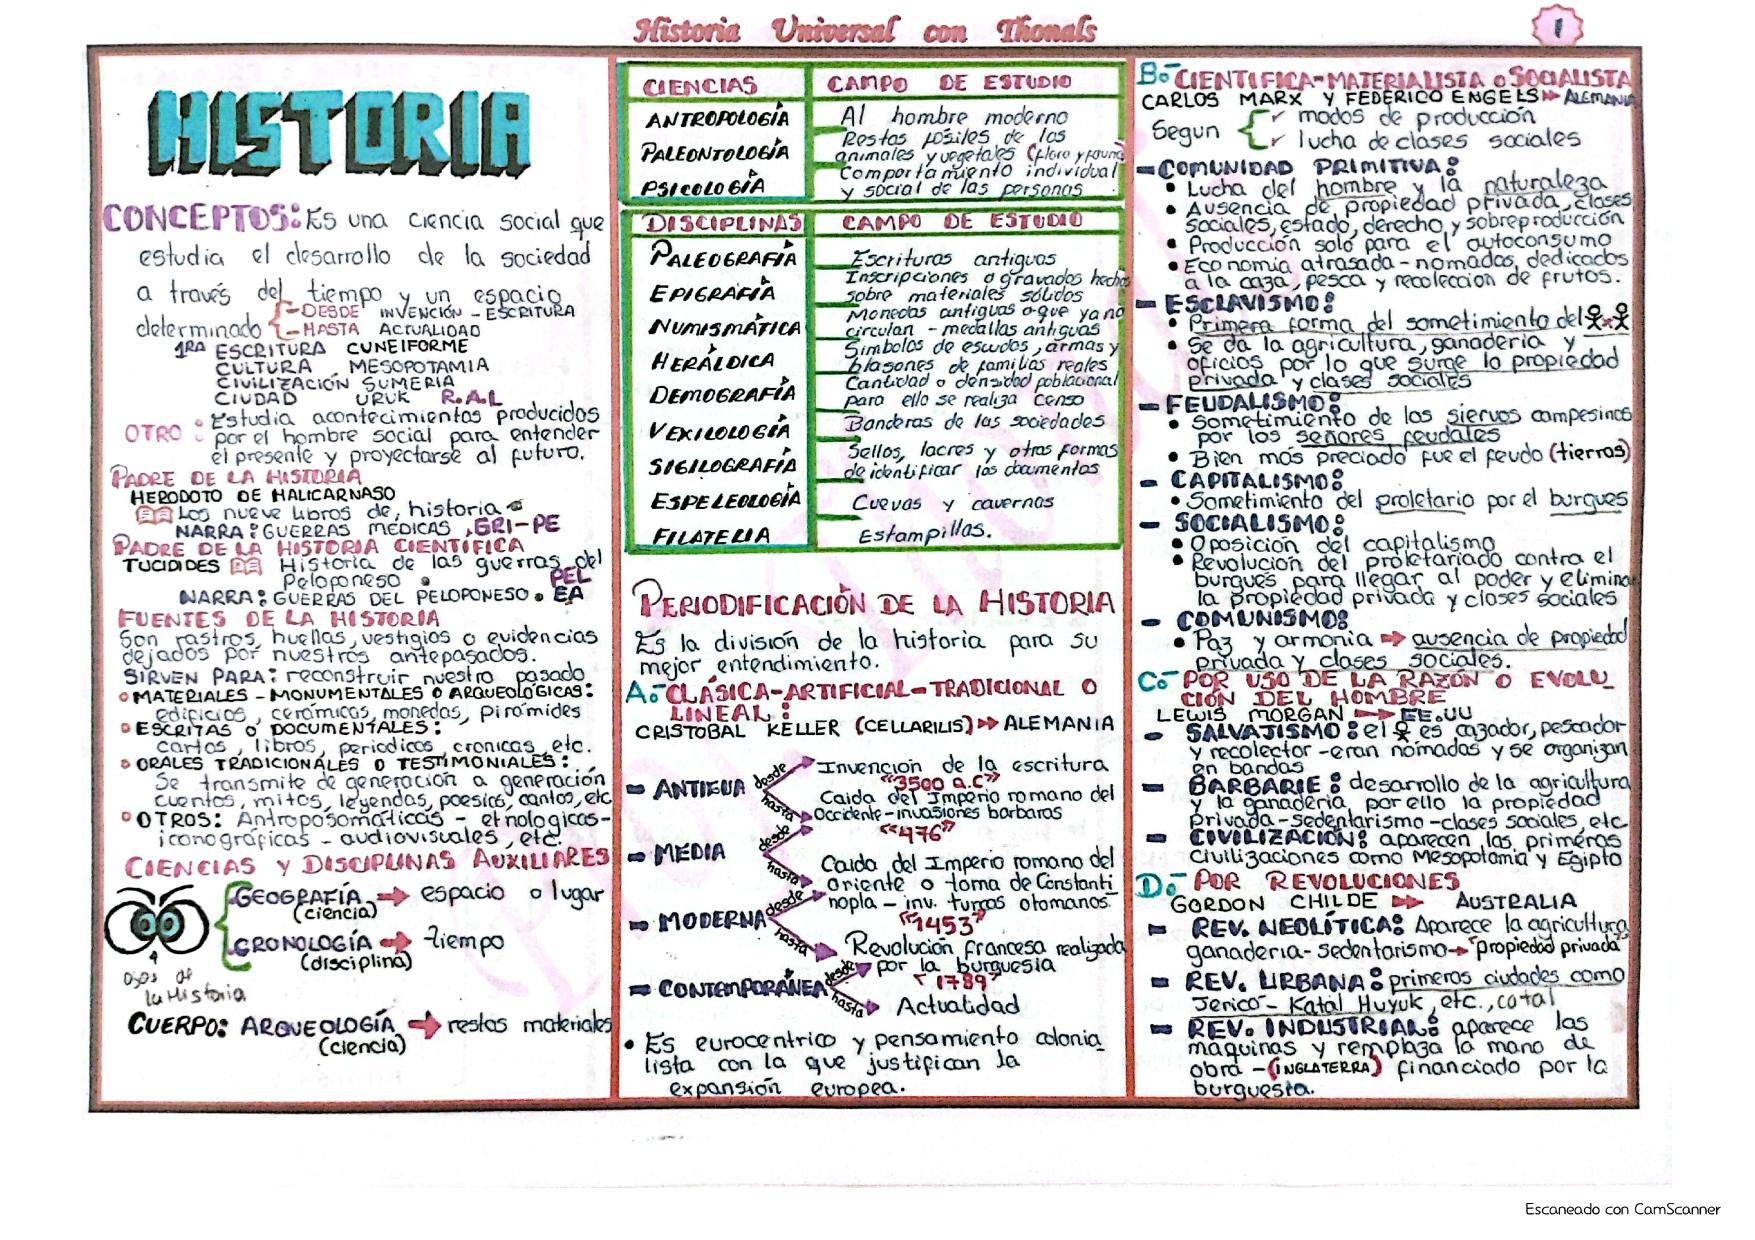 Historia Universal con Thonals
1
HISTORIA
CONCEPTOS: Es una ciencia social que
estudia el desarrollo de la sociedad
a través del tiempo y un espacio
determinado
-DESDE INVENCIÓN - ESCRITURA
-HASTA ACTUALIDAD
1RA ESCRITURA CUNEIFORME
CULTURA MESOPOTAMIA
CIVILIZACIÓN SUMERIA
CIUDAD URUK R.A.L
OTRO: Estudia acontecimientos producidos
por el hombre social para entender
el presente y proyectarse al futuro.
PADRE DE LA HISTORIA
HERODOTO DE HALICARNASO
Los nueve libros de, historia
NARRA: GUERRAS MEDICAS, GRI-PE
PADRE DE LA HISTORIA CIENTIFICA
TUCIDIDES Historia de las guerras del
Peloponeso. PEL
NARRA: GUERRAS DEL PELOPONESO. EA
FUENTES DE LA HISTORIA
Son rastros, huellas, vestigios o evidencias
dejados por nuestros antepasados.
SIRVEN PARA: reconstruir nuestro pasado
MATERIALES - MONUMENTALES O ARQUEOLÓGICAS:
edificios, cerámicas, monedas, pirámides
ESCRITAS O DOCUMENTALES:
cartas, libros, periodicos, cronicas, etc.
ORALES TRADICIONALES O TESTIMONIALES:
Se transmite de generación a generación
cuentos, mitos, leyendas, poesías, cantos, etc
OTROS: Antroposomáticas - etnologicas-
iconográficas - audiovisuales, etc.
CIENCIAS Y DISCIPLINAS AUXILIARES
GEOGRAFÍA → espacio o lugar
(ciencia)
CRONOLOGÍA → tiempo
(disciplina)
ojos de
la Historia
CUERPO: ARQUEOLOGÍA → restos materiales
(ciencia)
CIENCIAS CAMPO DE ESTUDIO
ANTROPOLOGÍA Al hombre moderno
PALEONTOLOGÍA Restos fósiles de los
animales y vegetales (flora y fauna)
PSICOLOGÍA Comportamiento individual
y social de las personas
DISCIPLINAS CAMPO DE ESTUDIO
PALEOGRAFÍA Escrituras antiguas
EPIGRAFÍA Inscripciones o gravados hechos
sobre materiales sólidos
NUMISMÁTICA Monedas antiguas o que ya no
circulan - medallas antiguas
HERÁLDICA Símbolos de escudos, armas y
blasones de familias reales
DEMOGRAFÍA Cantidad o densidad poblacional
para ello se realiza censo
VEXILOLOGÍA Banderas de las sociedades
SIGILOGRAFÍA Sellos, lacres y otras formas
de identificar los documentos
ESPELEOLOGÍA Cuevas y cavernas
FILATELIA Estampillas.
PERIODIFICACIÓN DE LA HISTORIA
Es la división de la historia para su
mejor entendimiento.
A.- CLÁSICA-ARTIFICIAL-TRADICIONAL O
LINEAL:
CRISTOBAL KELLER (CELLARILIS) ALEMANIA
- ANTIGUA desde Invención de la escritura
"3500 a.C"
hasta Caida del Imperio romano del
Occidente-invasiones barbaras
"476"
- MEDIA desde
hasta Caida del Imperio romano del
Oriente o toma de Constanti
nopla - inv. turcos otomanos.
- MODERNA desde "1453"
hasta Revolución francesa realizada
por la burguesía
"1789"
- CONTEMPORÁNEA desde
hasta Actualidad
• Es eurocentrico y pensamiento colonia_
lista con la que justifican la
expansión europea.
B.- CIENTIFICA-MATERIALISTA o SOCIALISTA
CARLOS MARX Y FEDERICO ENGELS ALEMANIA
Segun ✓ modos de producción
✓ lucha de clases sociales
- COMUNIDAD PRIMITIVA:
• Lucha del hombre y la naturaleza
• Ausencia de propiedad privada, clases
sociales, estado, derecho y sobreproducción
• Producción solo para el autoconsumo
• Economia atrasada - nomadas, dedicados
a la caza, pesca y recolección de frutos.
- ESCLAVISMO:
• Primera forma del sometimiento del
• Se da la agricultura, ganaderia y
oficios por lo que surge la propiedad
privada y clases sociales
- FEUDALISMO:
• Sometimiento de los siervos campesinos
por los señores feudales
• Bien más preciado fue el feudo (tierras)
- CAPITALISMO:
• Sometimiento del proletario por el burgues
- SOCIALISMO:
• Oposición del capitalismo
• Revolución del proletariado contra el
burgués para llegar al poder y elimina
la propiedad privada y clases sociales
- COMUNISMO:
• Paz y armonia → ausencia de propiedad
privada y clases sociales.
C.- POR USO DE LA RAZÓN O EVOLU_
CIÓN DEL HOMBRE
LEWIS MORGAN EE.UU
- SALVAJISMO: el es cazador, pescador
y recolector - eran nómadas y se organizan
en bandas
- BARBARIE: desarrollo de la agricultura
y la ganadería, por ello la propiedad
privada - sedentarismo - clases sociales, etc
- CIVILIZACIÓN: aparecen las primeras
civilizaciones como Mesopotamia y Egipto
D.- POR REVOLUCIONES
GORDON CHILDE AUSTRALIA
- REV. NEOLÍTICA: Aparece la agricultura
ganaderia - sedentarismo → "propiedad privada"
- REV. URBANA: primeros ciudades como
Jerico - Katal Huyuk, etc., catal
- REV. INDUSTRIAL: aparece las
maquinas y remplaza la mano de
obra - (INGLATERRA) financiado por la
burguesia.
Escaneado con CamScanner